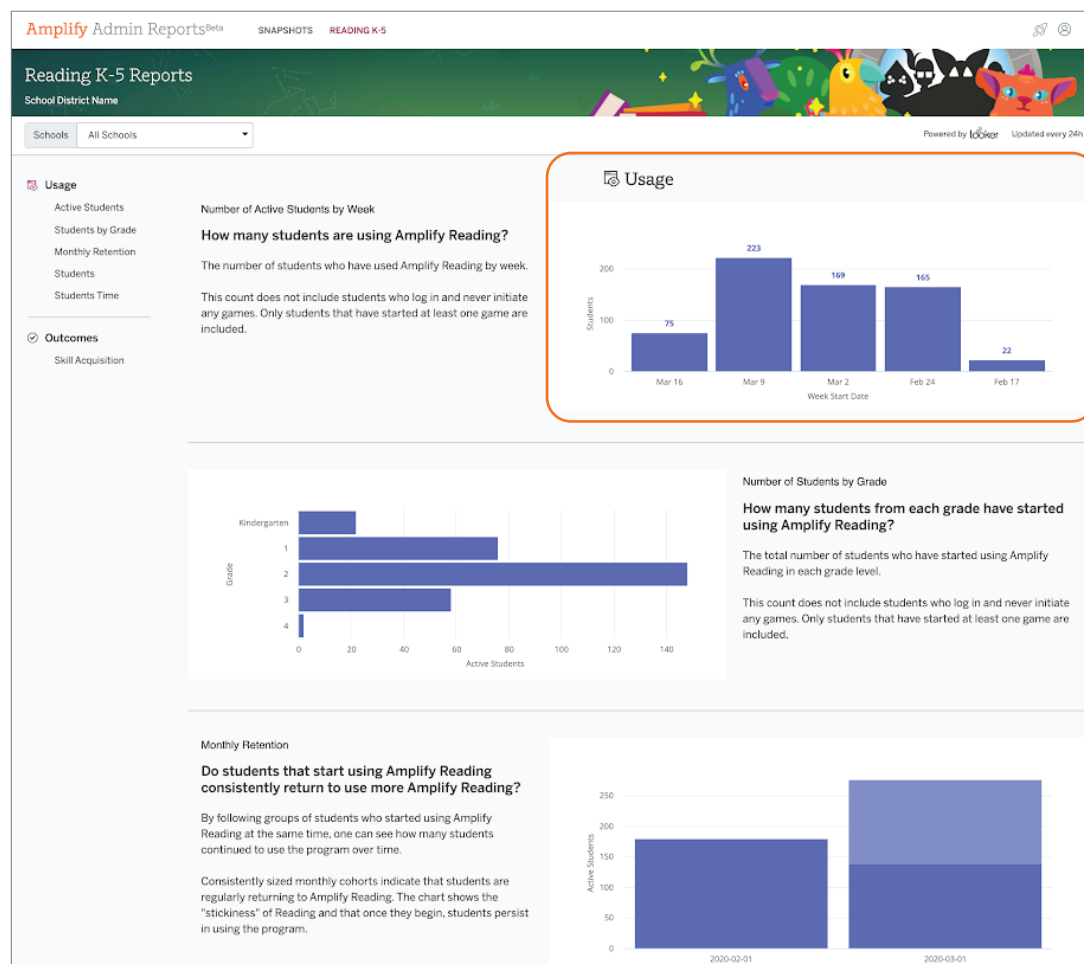 Amplify Admin ReportsBeta SNAPSHOTS READING K-5
Reading K-5 Reports
School District Name
Schools All Schools
Powered by looker Updated every 24h
Usage
Active Students
Students by Grade
Monthly Retention
Students
Students Time
Outcomes
Skill Acquisition
Number of Active Students by Week
How many students are using Amplify Reading?
The number of students who have used Amplify Reading by week.
This count does not include students who log in and never initiate
any games. Only students that have started at least one game are
included.
Usage
Students
200
100
0
75
223
169
165
22
Mar 16 Mar 9 Mar 2 Feb 24 Feb 17
Week Start Date
Grade
Kindergarten
1
2
3
4
0 20 40 60 80 100 120 140
Active Students
Number of Students by Grade
How many students from each grade have started
using Amplify Reading?
The total number of students who have started using Amplify
Reading in each grade level.
This count does not include students who log in and never initiate
any games. Only students that have started at least one game are
included.
Monthly Retention
Do students that start using Amplify Reading
consistently return to use more Amplify Reading?
By following groups of students who started using Amplify
Reading at the same time, one can see how many students
continued to use the program over time.
Consistently sized monthly cohorts indicate that students are
regularly returning to Amplify Reading. The chart shows the
"stickiness" of Reading and that once they begin, students persist
in using the program.
Active Students
250
200
150
100
50
0
2020-02-01 2020-03-01